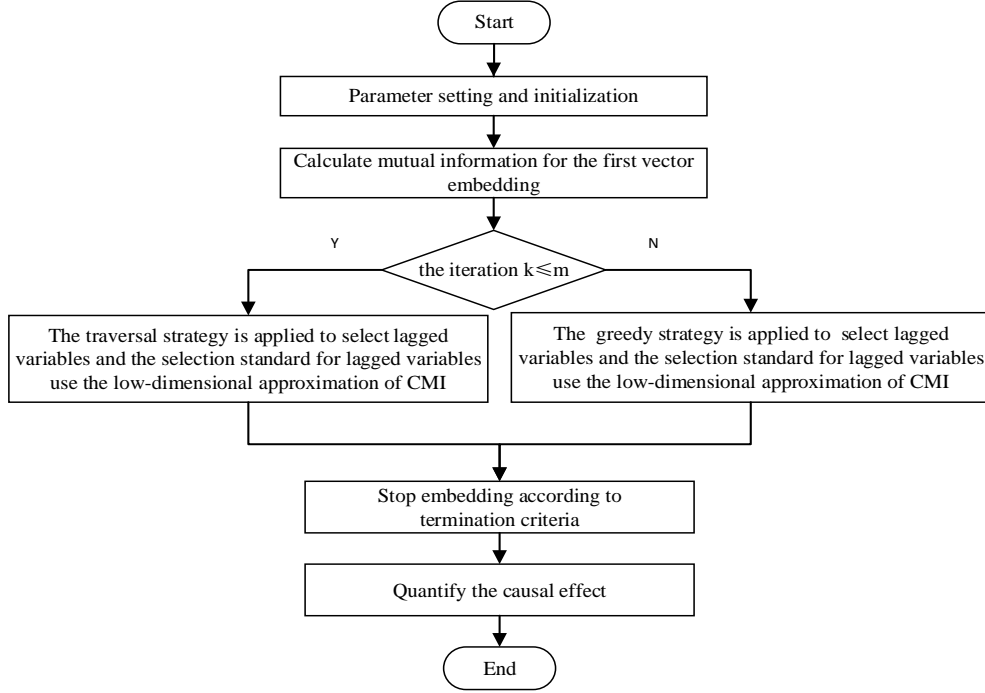 Start
Parameter setting and initialization
Calculate mutual information for the first vector
embedding
Y
N
the iteration k⩽m
The traversal strategy is applied to select lagged
variables and the selection standard for lagged variables
use the low-dimensional approximation of CMI
The greedy strategy is applied to select lagged
variables and the selection standard for lagged variables
use the low-dimensional approximation of CMI
Stop embedding according to
termination criteria
Quantify the causal effect
End